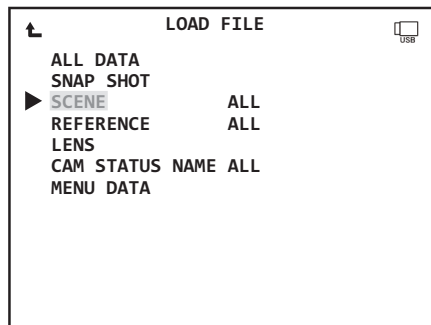 LOAD FILE
USB
ALL DATA
SNAP SHOT
SCENE ALL
REFERENCE ALL
LENS
CAM STATUS NAME ALL
MENU DATA